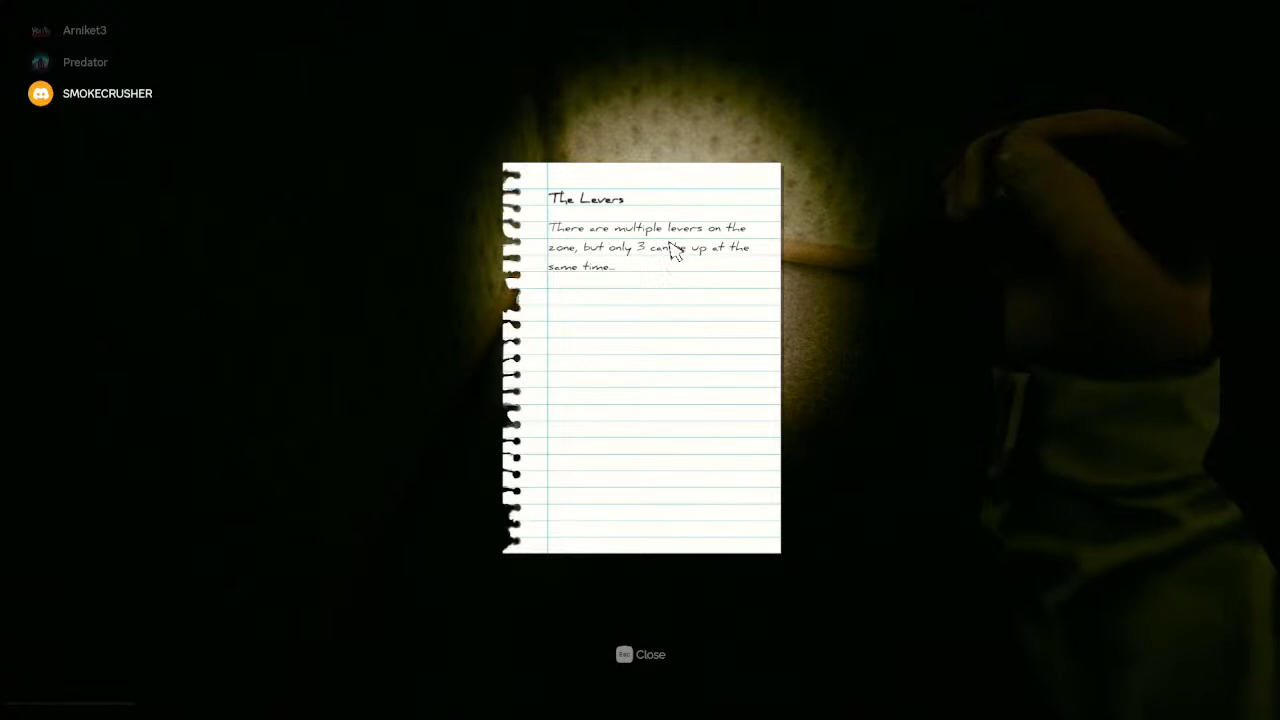 Arniket3
Predator
SMOKECRUSHER
The Levers
There are multiple levers on the
zone, but only 3 can up at the
same time...
Esc Close